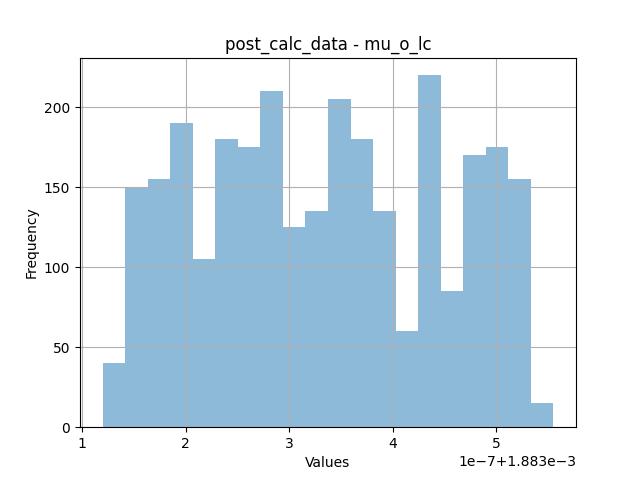 post_calc_data - mu_o_lc
200
150
100
50
0
Frequency
1 2 3 4 5
Values
1e−7+1.883e−3